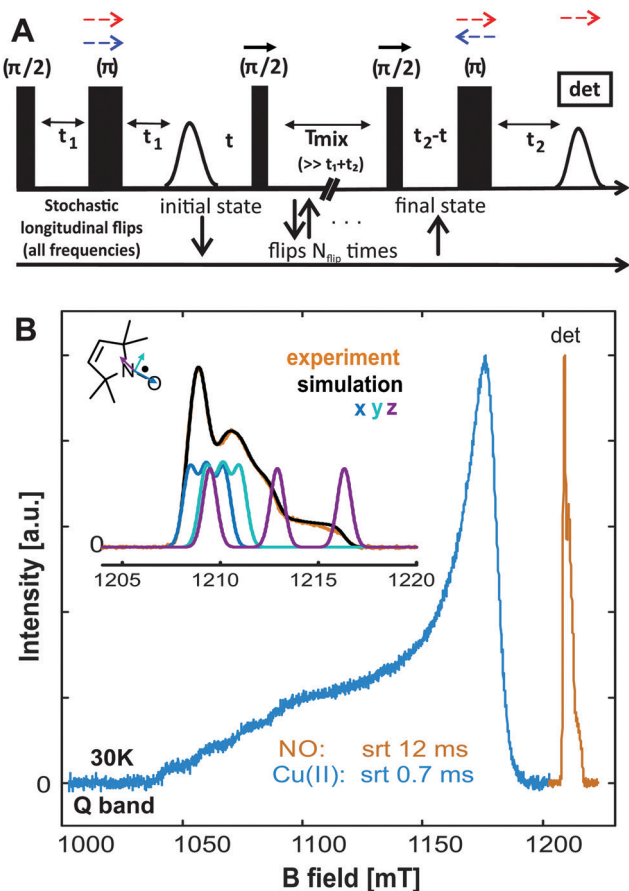 A
(π/2) (π) (π/2) (π/2) (π) det
t1 t1 t Tmix t2-t t2
(>> t1+t2)
Stochastic longitudinal flips (all frequencies)
initial state
flips Nflip times
. . .
final state
B
N
O
experiment
simulation
x y z
0
1205 1210 1215 1220
det
Intensity [a.u.]
30K
Q band
NO: srt 12 ms
Cu(II): srt 0.7 ms
0
1000 1050 1100 1150 1200
B field [mT]